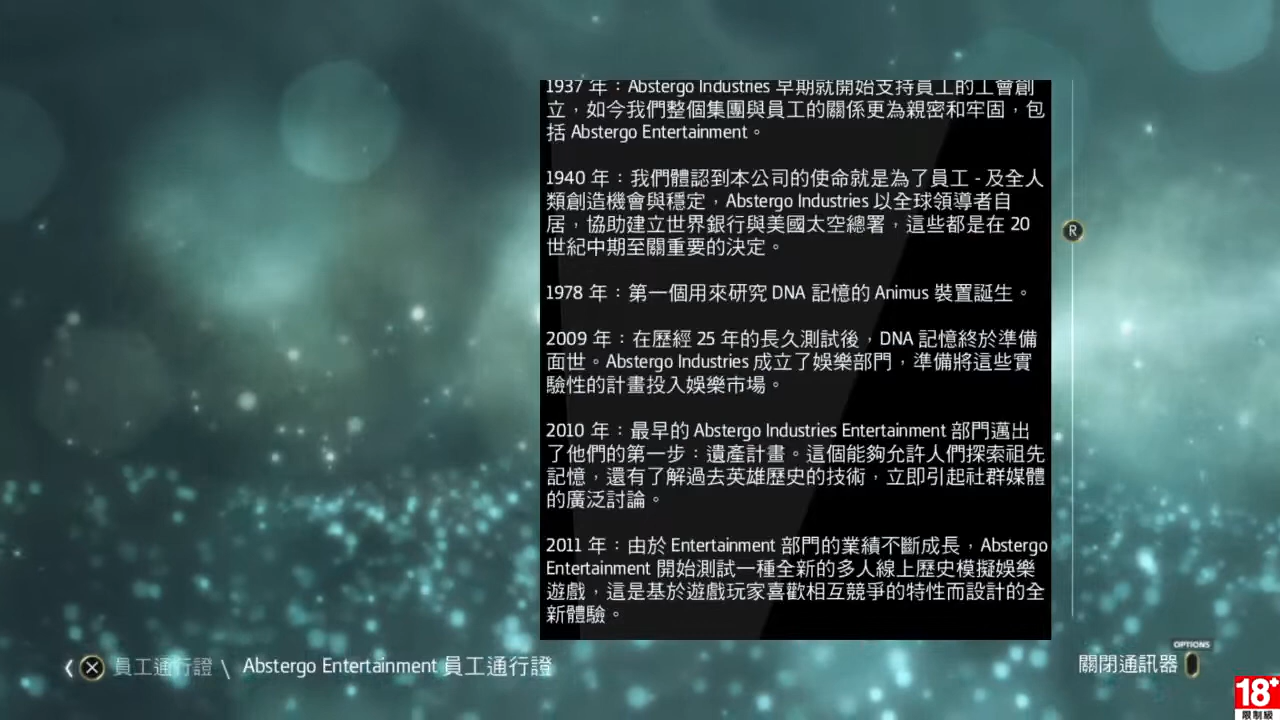 1937 年：Abstergo Industries 早期就開始支持員工的工會創
立，如今我們整個集團與員工的關係更為親密和牢固，包
括 Abstergo Entertainment。
1940 年：我們體認到本公司的使命就是為了員工 - 及全人
類創造機會與穩定，Abstergo Industries 以全球領導者自
居，協助建立世界銀行與美國太空總署，這些都是在 20
世紀中期至關重要的決定。
1978 年：第一個用來研究 DNA 記憶的 Animus 裝置誕生。
2009 年：在歷經 25 年的長久測試後，DNA 記憶終於準備
面世。Abstergo Industries 成立了娛樂部門，準備將這些實
驗性的計畫投入娛樂市場。
2010 年：最早的 Abstergo Industries Entertainment 部門邁出
了他們的第一步：遺產計畫。這個能夠允許人們探索祖先
記憶，還有了解過去英雄歷史的技術，立即引起社群媒體
的廣泛討論。
2011 年：由於 Entertainment 部門的業績不斷成長，Abstergo
Entertainment 開始測試一種全新的多人線上歷史模擬娛樂
遊戲，這是基於遊戲玩家喜歡相互競爭的特性而設計的全
新體驗。
R
員工通行證 \ Abstergo Entertainment 員工通行證
OPTIONS
關閉通訊器
18+
限制級